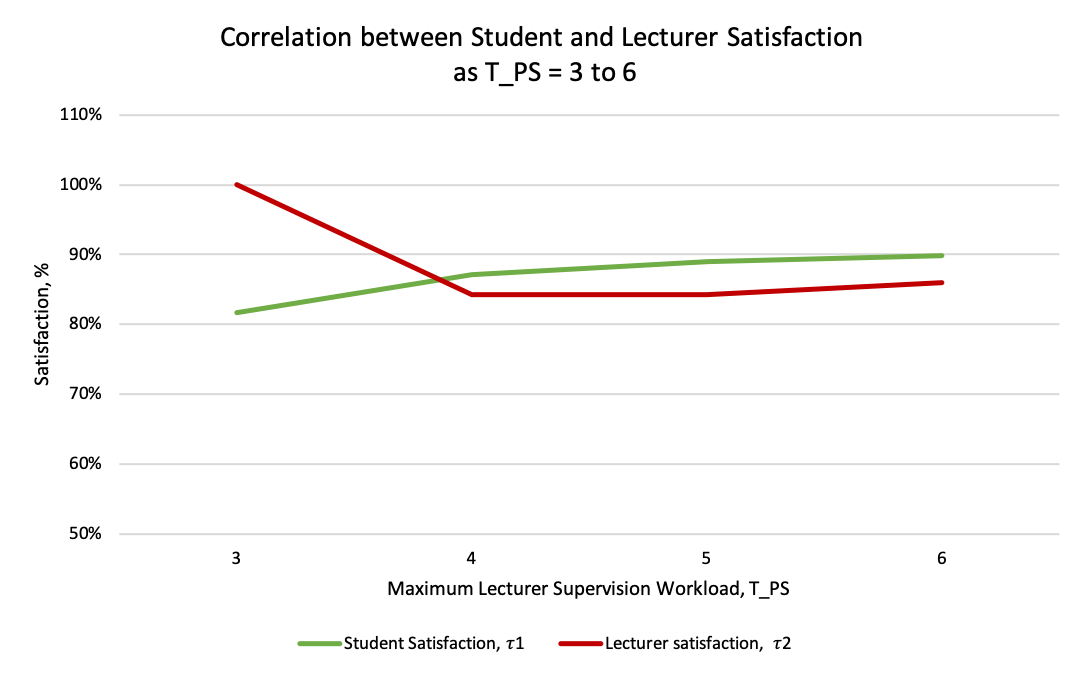 Correlation between Student and Lecturer Satisfaction
as T_PS = 3 to 6
110%
100%
90%
80%
70%
60%
50%
Satisfaction, %
3 4 5 6
Maximum Lecturer Supervision Workload, T_PS
Student Satisfaction, τ1 Lecturer satisfaction, τ2